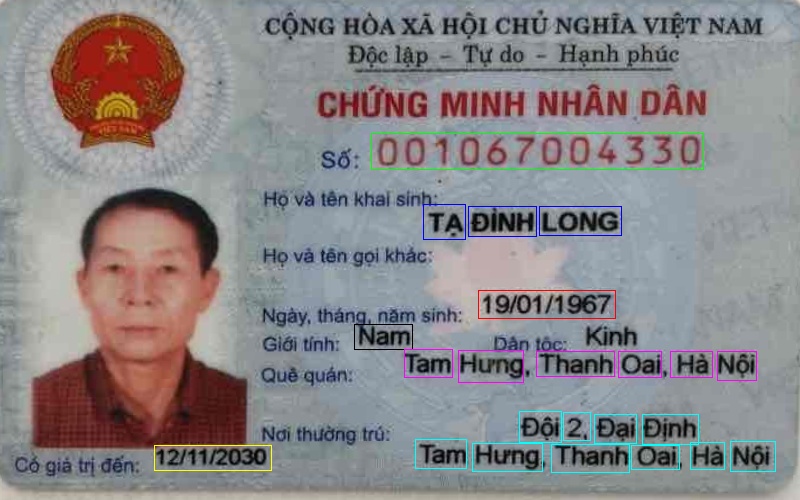 CỘNG HÒA XÃ HỘI CHỦ NGHĨA VIỆT NAM
Độc lập - Tự do - Hạnh phúc
CHỨNG MINH NHÂN DÂN
Số: 001067004330
Họ và tên khai sinh:
TẠ ĐÌNH LONG
Họ và tên gọi khác:
Ngày, tháng, năm sinh: 19/01/1967
Giới tính: Nam Dân tộc: Kinh
Quê quán: Tam Hưng, Thanh Oai, Hà Nội
Nơi thường trú: Đội 2, Đại Định
Tam Hưng, Thanh Oai, Hà Nội
Có giá trị đến: 12/11/2030